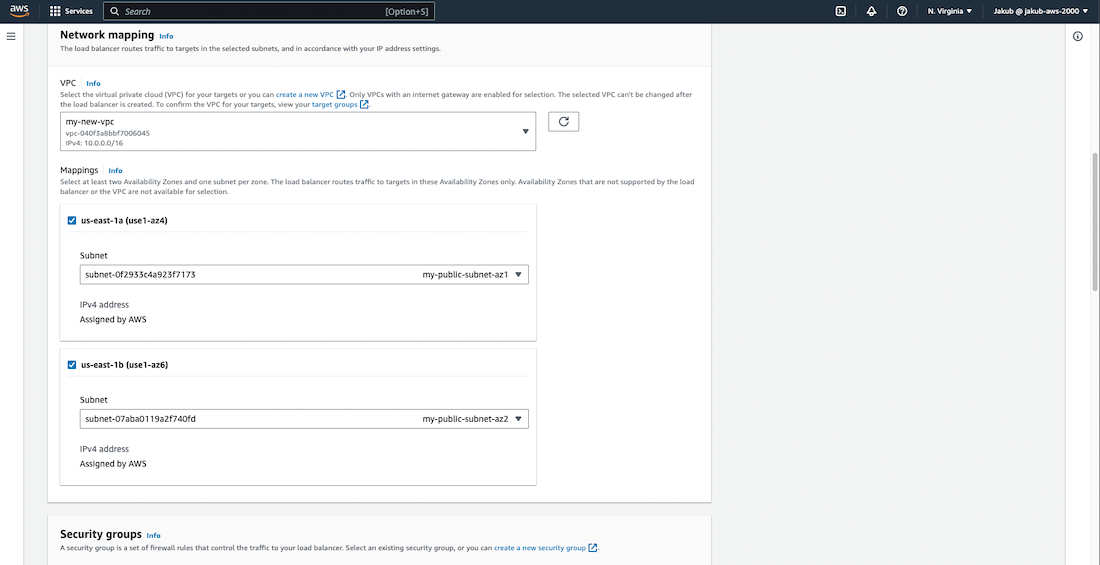 aws
Services
Search
[Option+S]
N. Virginia
Jakub @ jakub-aws-2000
Network mapping Info
The load balancer routes traffic to targets in the selected subnets, and in accordance with your IP address settings.
VPC Info
Select the virtual private cloud (VPC) for your targets or you can create a new VPC. Only VPCs with an internet gateway are enabled for selection. The selected VPC can't be changed after
the load balancer is created. To confirm the VPC for your targets, view your target groups.
my-new-vpc
vpc-040f3a8bbf7006045
IPv4: 10.0.0.0/16
Mappings Info
Select at least two Availability Zones and one subnet per zone. The load balancer routes traffic to targets in these Availability Zones only. Availability Zones that are not supported by the load
balancer or the VPC are not available for selection.
us-east-1a (use1-az4)
Subnet
subnet-0f2933c4a923f7173 my-public-subnet-az1
IPv4 address
Assigned by AWS
us-east-1b (use1-az6)
Subnet
subnet-07aba0119a2f740fd my-public-subnet-az2
IPv4 address
Assigned by AWS
Security groups Info
A security group is a set of firewall rules that control the traffic to your load balancer. Select an existing security group, or you can create a new security group.